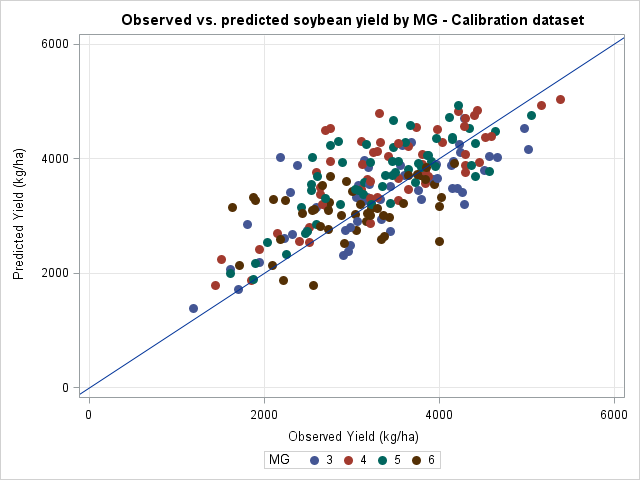 Observed vs. predicted soybean yield by MG - Calibration dataset
6000
4000
2000
0
Predicted Yield (kg/ha)
0 2000 4000 6000
Observed Yield (kg/ha)
MG 3 4 5 6